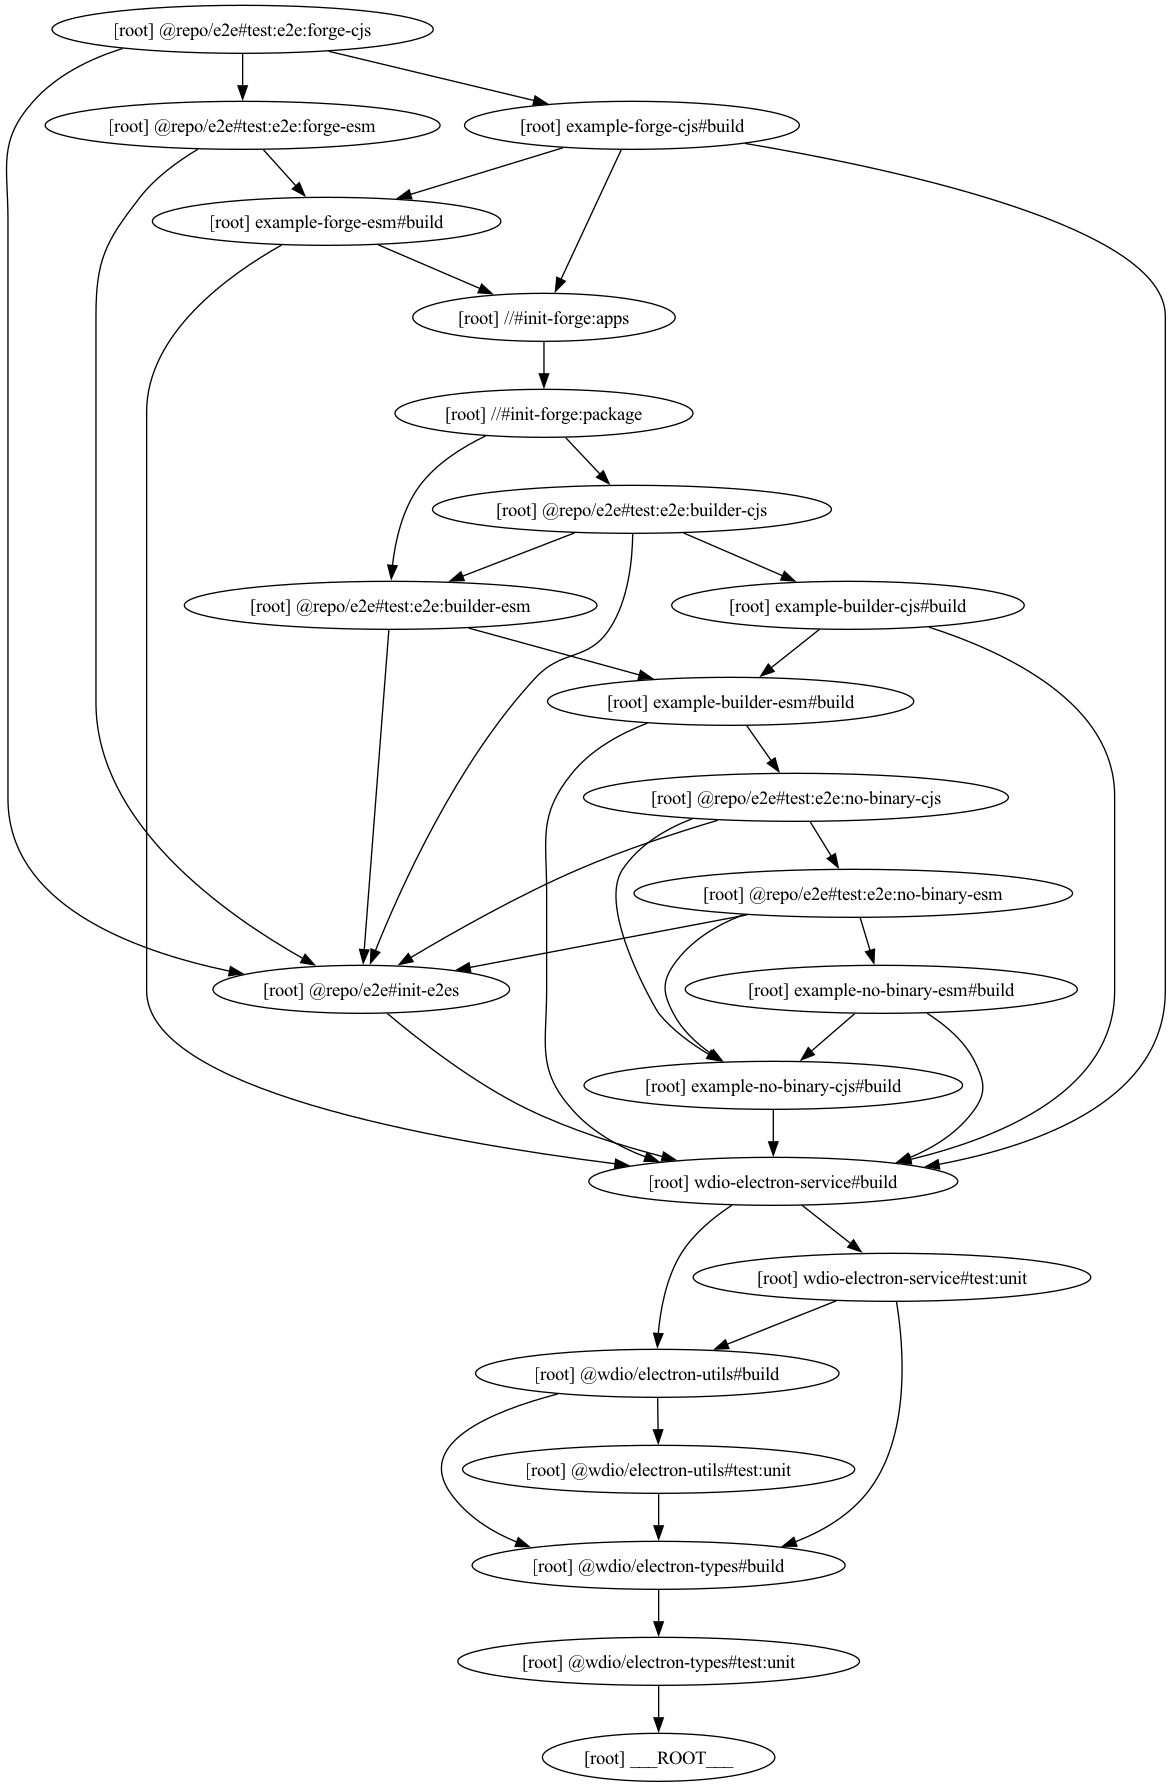 [root] @repo/e2e#test:e2e:forge-cjs
[root] @repo/e2e#test:e2e:forge-esm
[root] example-forge-cjs#build
[root] example-forge-esm#build
[root] //#init-forge:apps
[root] //#init-forge:package
[root] @repo/e2e#test:e2e:builder-cjs
[root] @repo/e2e#test:e2e:builder-esm
[root] example-builder-cjs#build
[root] example-builder-esm#build
[root] @repo/e2e#test:e2e:no-binary-cjs
[root] @repo/e2e#test:e2e:no-binary-esm
[root] @repo/e2e#init-e2es
[root] example-no-binary-esm#build
[root] example-no-binary-cjs#build
[root] wdio-electron-service#build
[root] wdio-electron-service#test:unit
[root] @wdio/electron-utils#build
[root] @wdio/electron-utils#test:unit
[root] @wdio/electron-types#build
[root] @wdio/electron-types#test:unit
[root] ___ROOT___